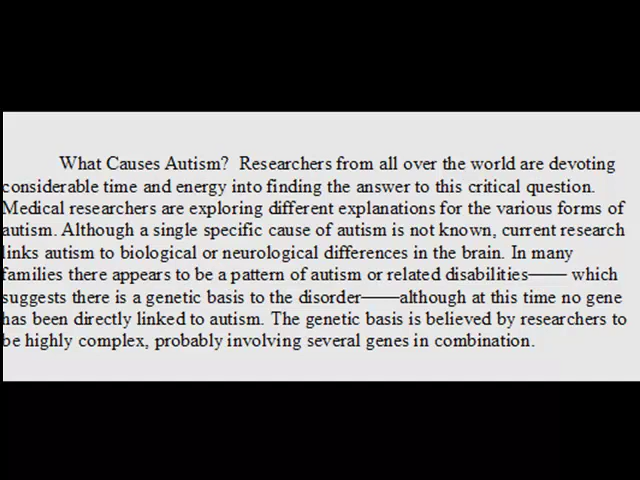 What Causes Autism? Researchers from all over the world are devoting
considerable time and energy into finding the answer to this critical question.
Medical researchers are exploring different explanations for the various forms of
autism. Although a single specific cause of autism is not known, current research
links autism to biological or neurological differences in the brain. In many
families there appears to be a pattern of autism or related disabilities—— which
suggests there is a genetic basis to the disorder——although at this time no gene
has been directly linked to autism. The genetic basis is believed by researchers to
be highly complex, probably involving several genes in combination.